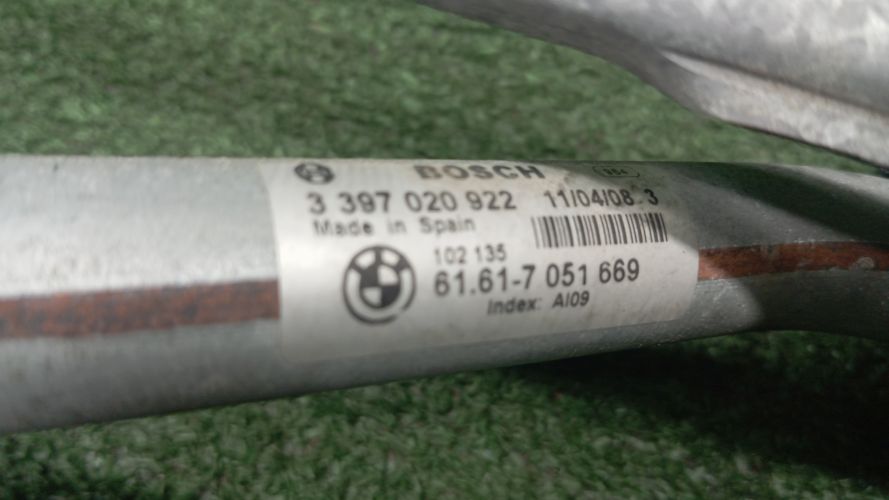 BOSCH
3 397 020 922 11/04/08 3
Made in Spain
102 135
61.61-7 051 669
Index: AI09